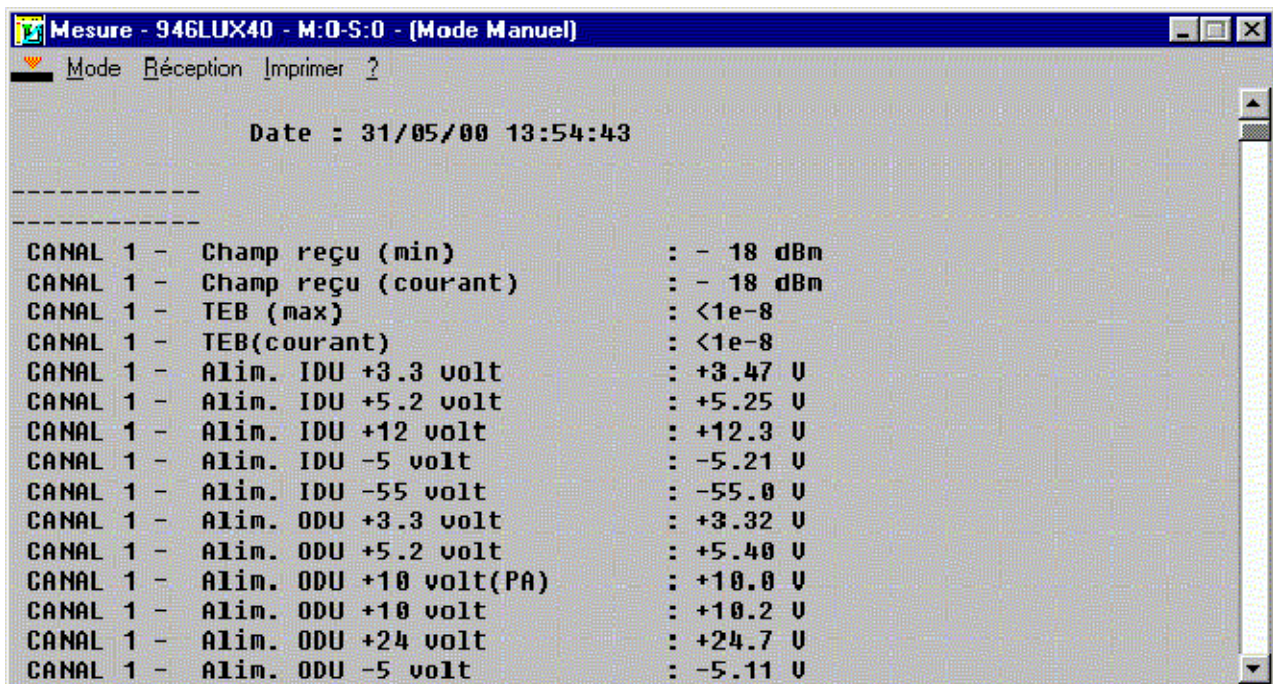 Mesure - 946LUX40 - M:0-S:0 - (Mode Manuel)
Mode Réception Imprimer ?
Date : 31/05/00 13:54:43
------------
------------
CANAL 1 - Champ reçu (min) : - 18 dBm
CANAL 1 - Champ reçu (courant) : - 18 dBm
CANAL 1 - TEB (max) : <1e-8
CANAL 1 - TEB(courant) : <1e-8
CANAL 1 - Alim. IDU +3.3 volt : +3.47 V
CANAL 1 - Alim. IDU +5.2 volt : +5.25 V
CANAL 1 - Alim. IDU +12 volt : +12.3 V
CANAL 1 - Alim. IDU -5 volt : -5.21 V
CANAL 1 - Alim. IDU -55 volt : -55.0 V
CANAL 1 - Alim. ODU +3.3 volt : +3.32 V
CANAL 1 - Alim. ODU +5.2 volt : +5.40 V
CANAL 1 - Alim. ODU +10 volt(PA) : +10.0 V
CANAL 1 - Alim. ODU +10 volt : +10.2 V
CANAL 1 - Alim. ODU +24 volt : +24.7 V
CANAL 1 - Alim. ODU -5 volt : -5.11 V